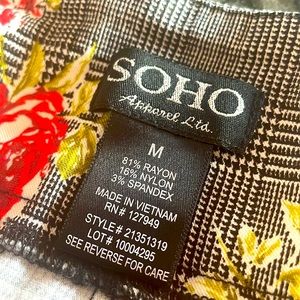 SOHO
Apparel Ltd.
M
81% RAYON
16% NYLON
3% SPANDEX
MADE IN VIETNAM
RN# 127949
STYLE# 21351319
LOT# 10004295
SEE REVERSE FOR CARE